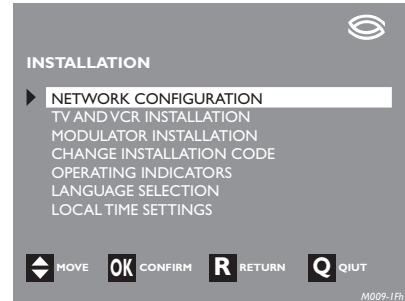 INSTALLATION
NETWORK CONFIGURATION
TV AND VCR INSTALLATION
MODULATOR INSTALLATION
CHANGE INSTALLATION CODE
OPERATING INDICATORS
LANGUAGE SELECTION
LOCAL TIME SETTINGS
MOVE OK CONFIRM R RETURN Q QIUT
M009-1Fh